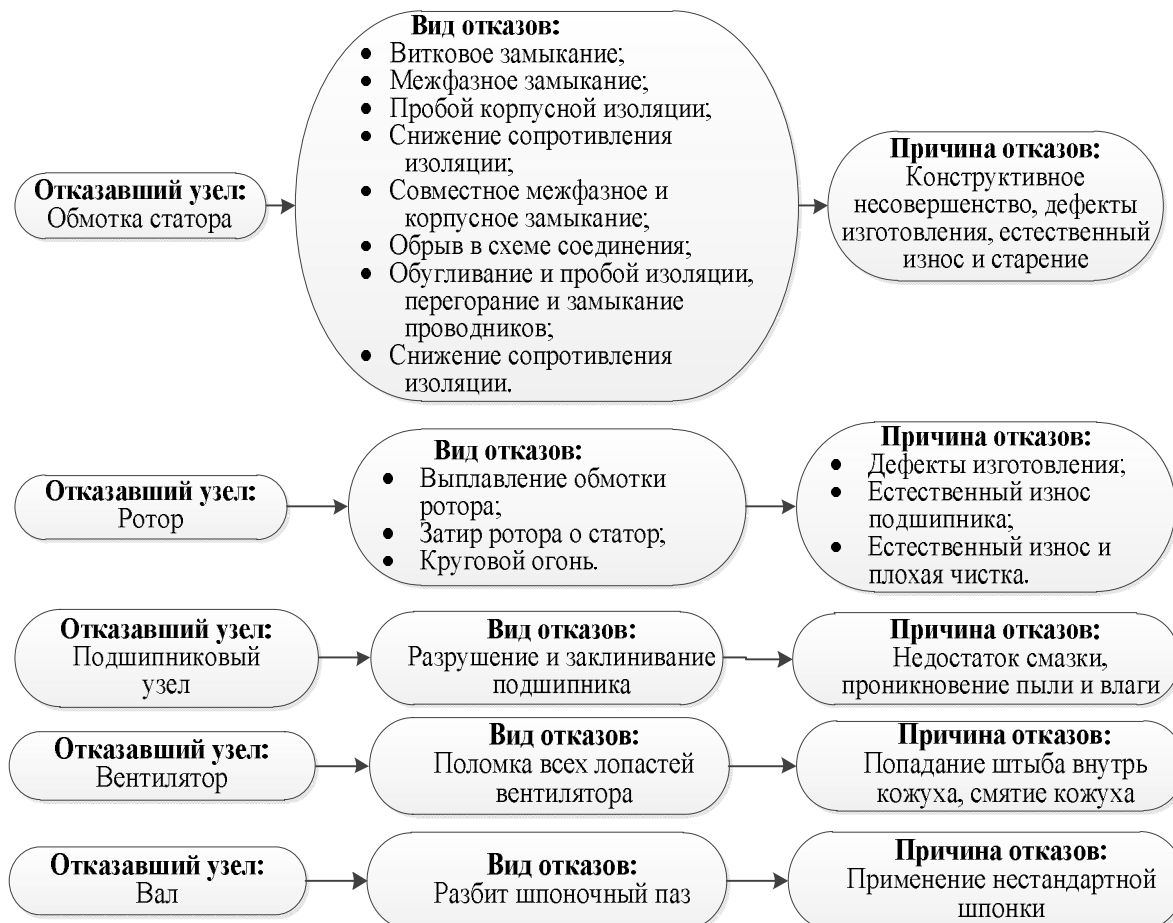 Отказавший узел:
Обмотка статора
Вид отказов:
• Витковое замыкание;
• Межфазное замыкание;
• Пробой корпусной изоляции;
• Снижение сопротивления
изоляции;
• Совместное межфазное и
корпусное замыкание;
• Обрыв в схеме соединения;
• Обугливание и пробой изоляции,
перегорание и замыкание
проводников;
• Снижение сопротивления
изоляции.
Причина отказов:
Конструктивное
несовершенство, дефекты
изготовления, естественный
износ и старение
Отказавший узел:
Ротор
Вид отказов:
• Выплавление обмотки
ротора;
• Затир ротора о статор;
• Круговой огонь.
Причина отказов:
• Дефекты изготовления;
• Естественный износ
подшипника;
• Естественный износ и
плохая чистка.
Отказавший узел:
Подшипниковый
узел
Вид отказов:
Разрушение и заклинивание
подшипника
Причина отказов:
Недостаток смазки,
проникновение пыли и влаги
Отказавший узел:
Вентилятор
Вид отказов:
Поломка всех лопастей
вентилятора
Причина отказов:
Попадание штыба внутрь
кожуха, смятие кожуха
Отказавший узел:
Вал
Вид отказов:
Разбит шпоночный паз
Причина отказов:
Применение нестандартной
шпонки